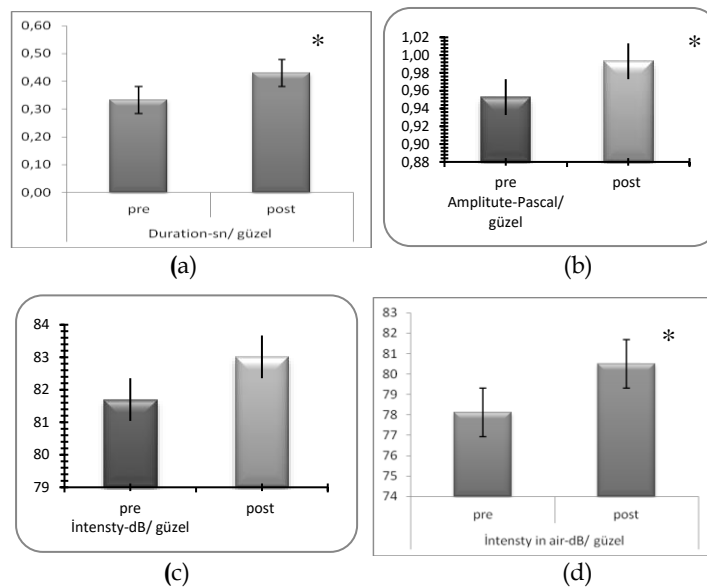 0,60
0,50
0,40
0,30
0,20
0,10
0,00
*
pre post
Duration-sn/ güzel
(a)
1,02
1,00
0,98
0,96
0,94
0,92
0,90
0,88
*
pre post
Amplitute-Pascal/
güzel
(b)
84
83
82
81
80
79
pre post
İntensty-dB/ güzel
(c)
83
82
81
80
79
78
77
76
75
74
*
pre post
İntensty in air-dB/ güzel
(d)